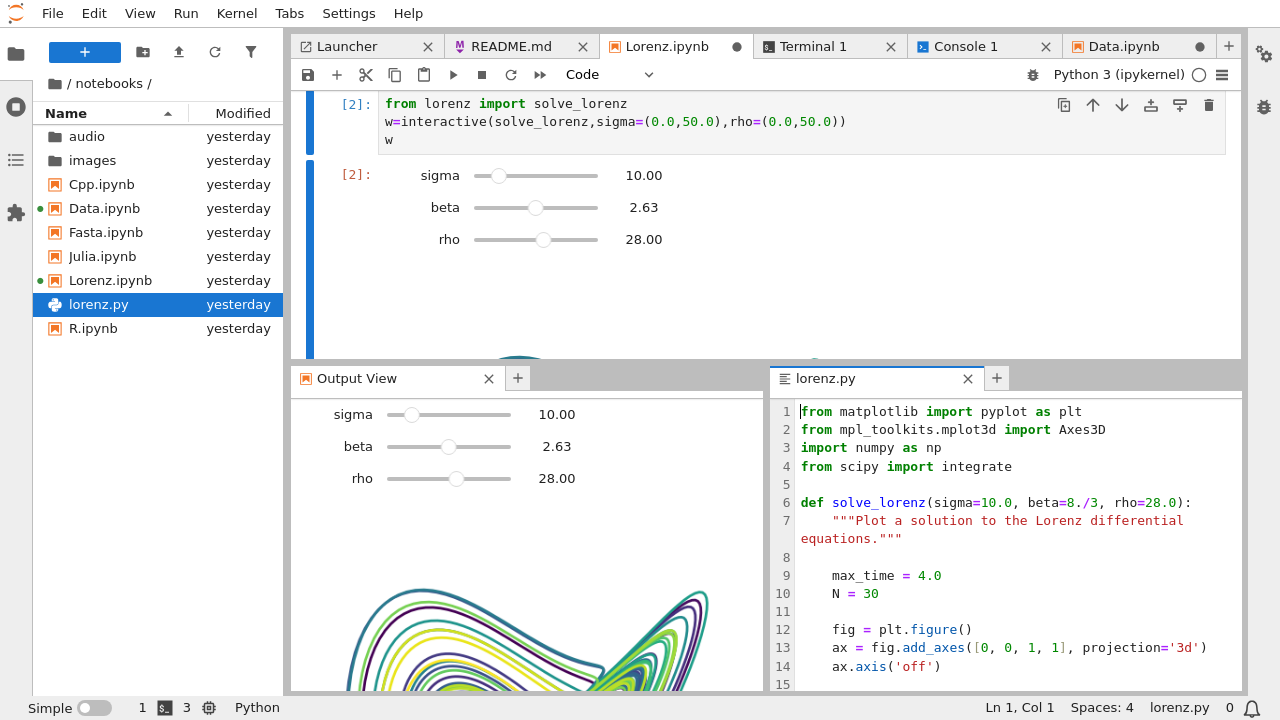 File Edit View Run Kernel Tabs Settings Help
/ notebooks /
Name Modified
audio yesterday
images yesterday
Cpp.ipynb yesterday
Data.ipynb yesterday
Fasta.ipynb yesterday
Julia.ipynb yesterday
Lorenz.ipynb yesterday
lorenz.py yesterday
R.ipynb yesterday
Launcher README.md Lorenz.ipynb Terminal 1 Console 1 Data.ipynb
Code Python 3 (ipykernel)
[2]: from lorenz import solve_lorenz
w=interactive(solve_lorenz,sigma=(0.0,50.0),rho=(0.0,50.0))
w
[2]: sigma 10.00
beta 2.63
rho 28.00
Output View
sigma 10.00
beta 2.63
rho 28.00
lorenz.py
1 from matplotlib import pyplot as plt
2 from mpl_toolkits.mplot3d import Axes3D
3 import numpy as np
4 from scipy import integrate
5
6 def solve_lorenz(sigma=10.0, beta=8./3, rho=28.0):
7 """Plot a solution to the Lorenz differential
equations."""
8
9 max_time = 4.0
10 N = 30
11
12 fig = plt.figure()
13 ax = fig.add_axes([0, 0, 1, 1], projection='3d')
14 ax.axis('off')
15
Simple 1 3 Python Ln 1, Col 1 Spaces: 4 lorenz.py 0